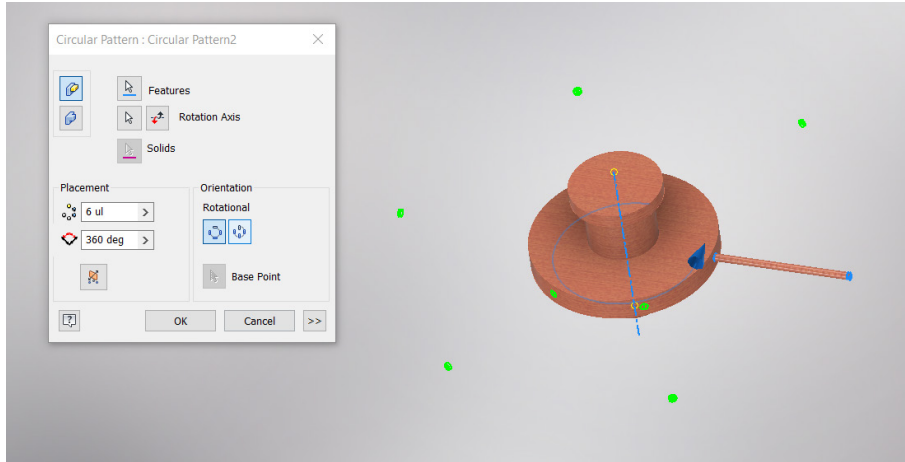 Circular Pattern : Circular Pattern2
Features
Rotation Axis
Solids
Placement
6 ul >
360 deg >
Orientation
Rotational
Base Point
?
OK
Cancel
>>